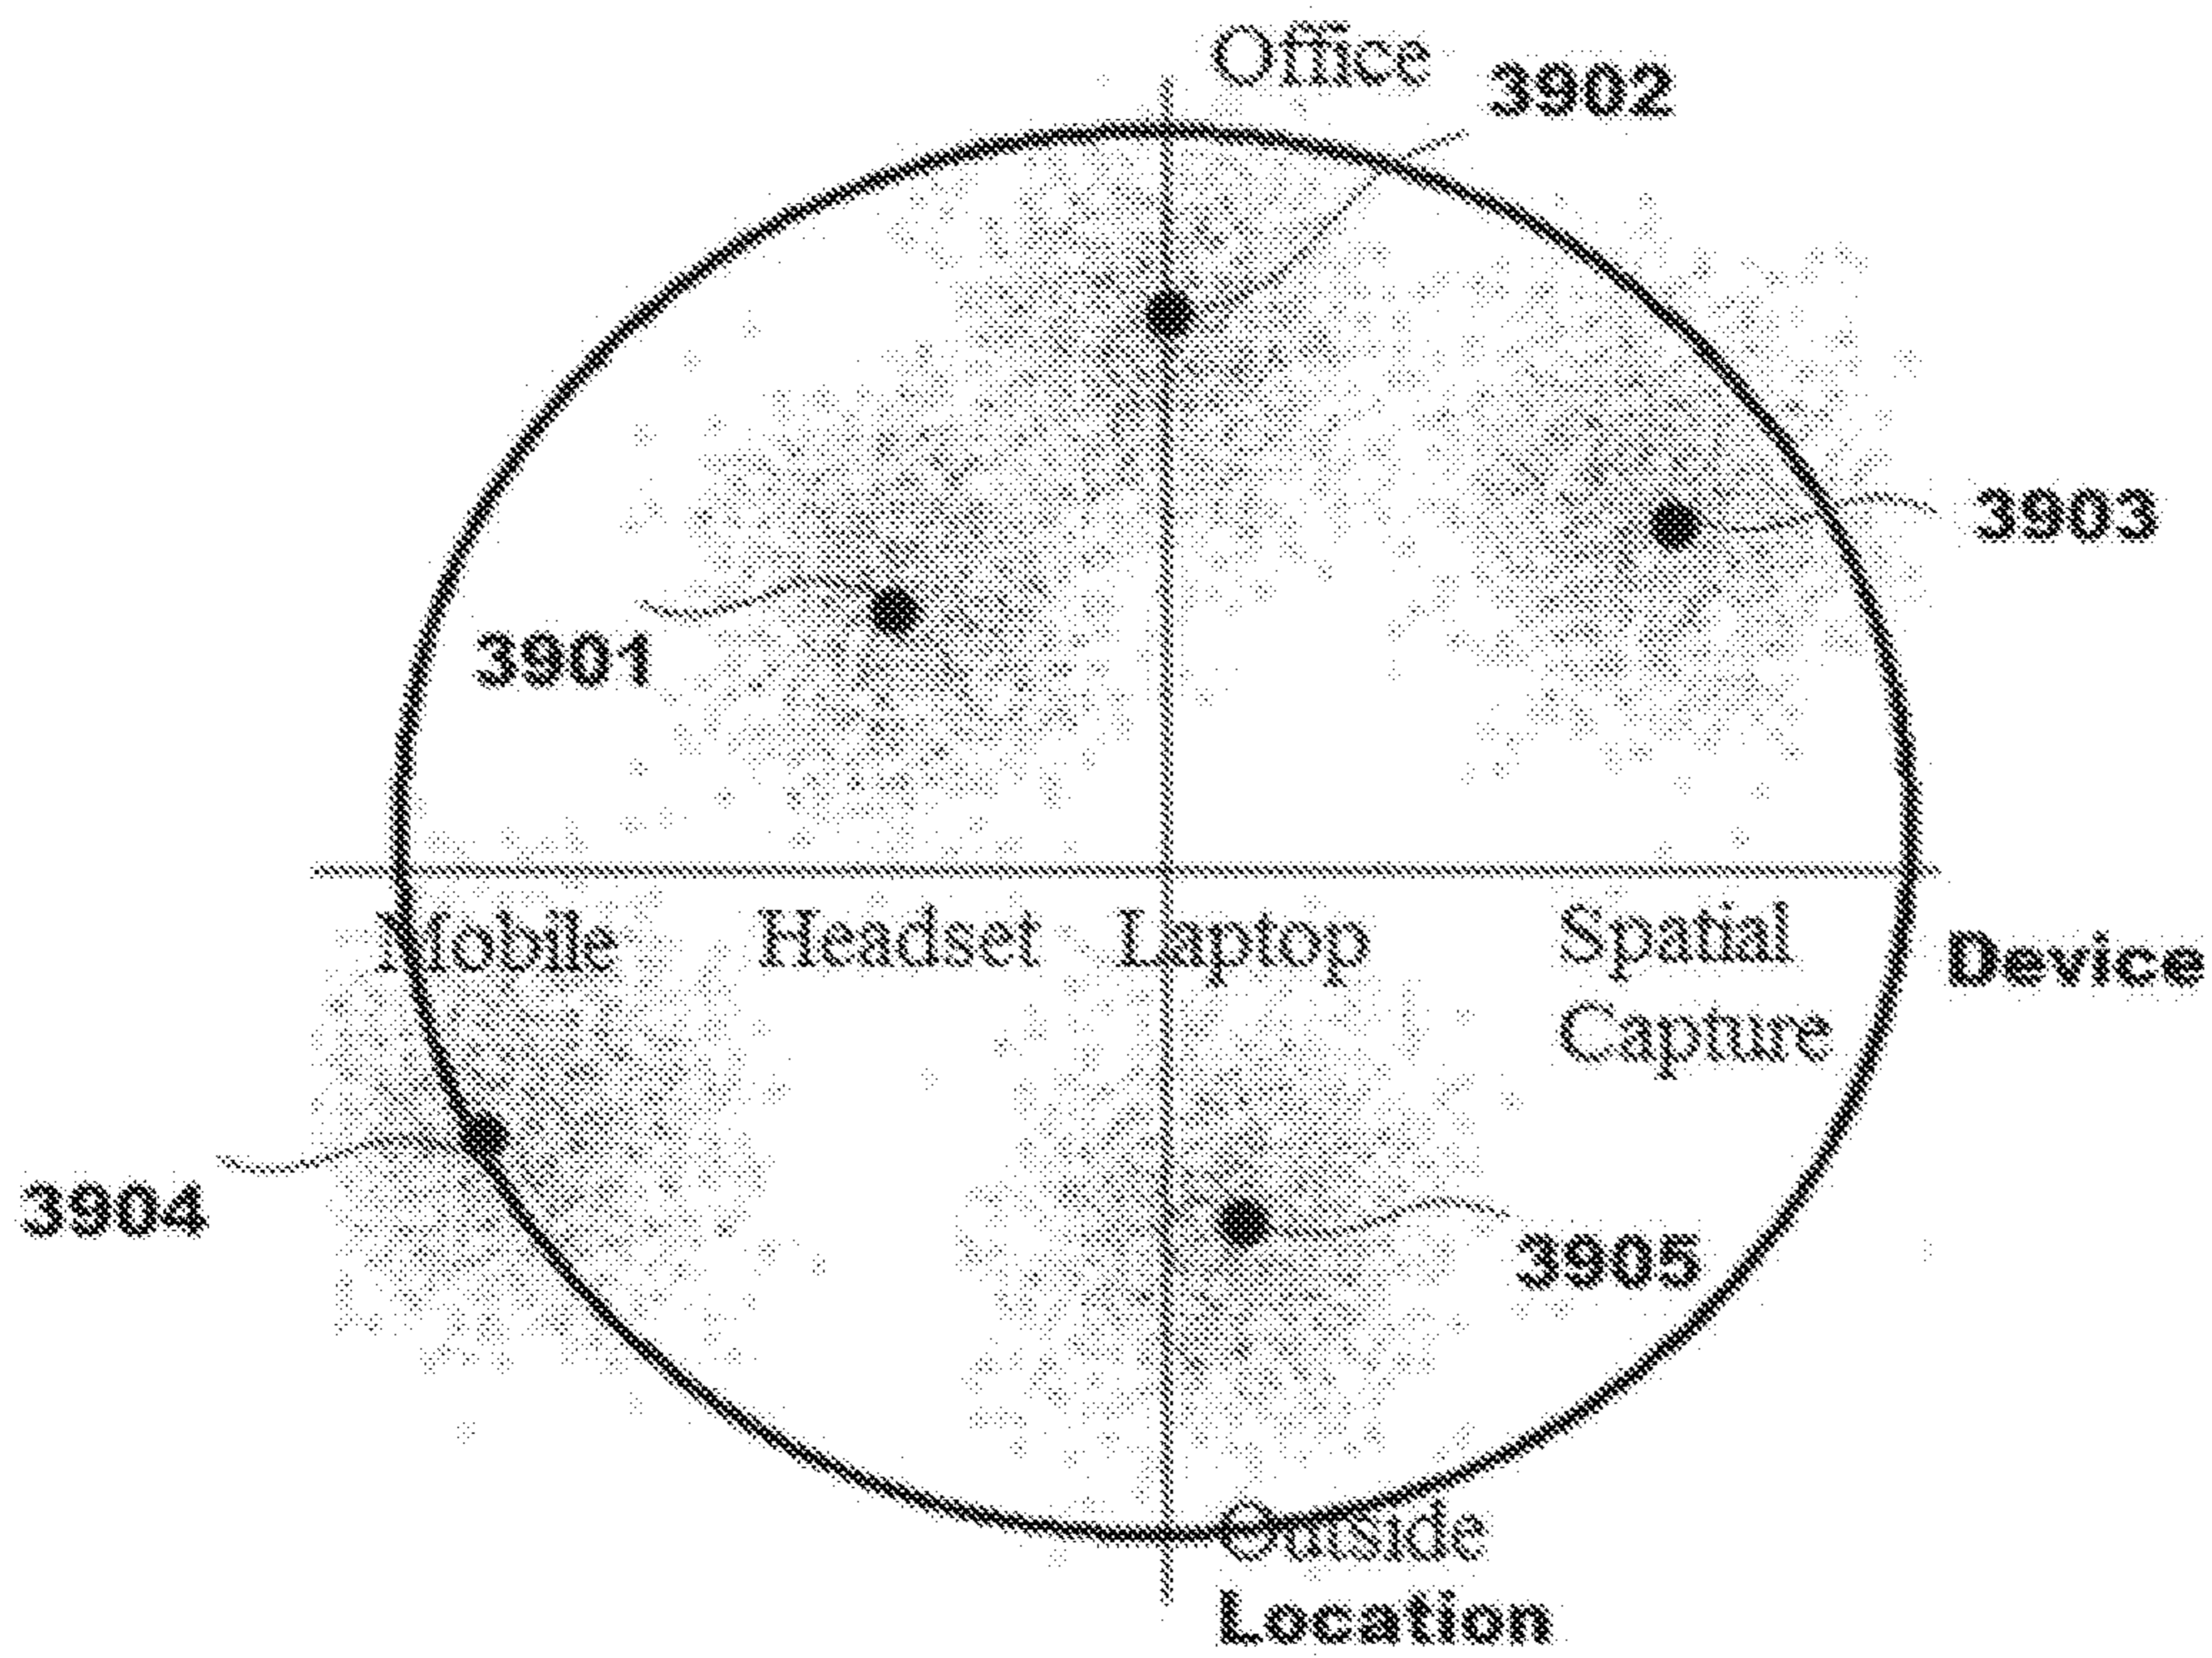 Office
3902
3903
3901
Mobile Headset Laptop Spatial
Capture
Device
3904
3905
Outside
Location